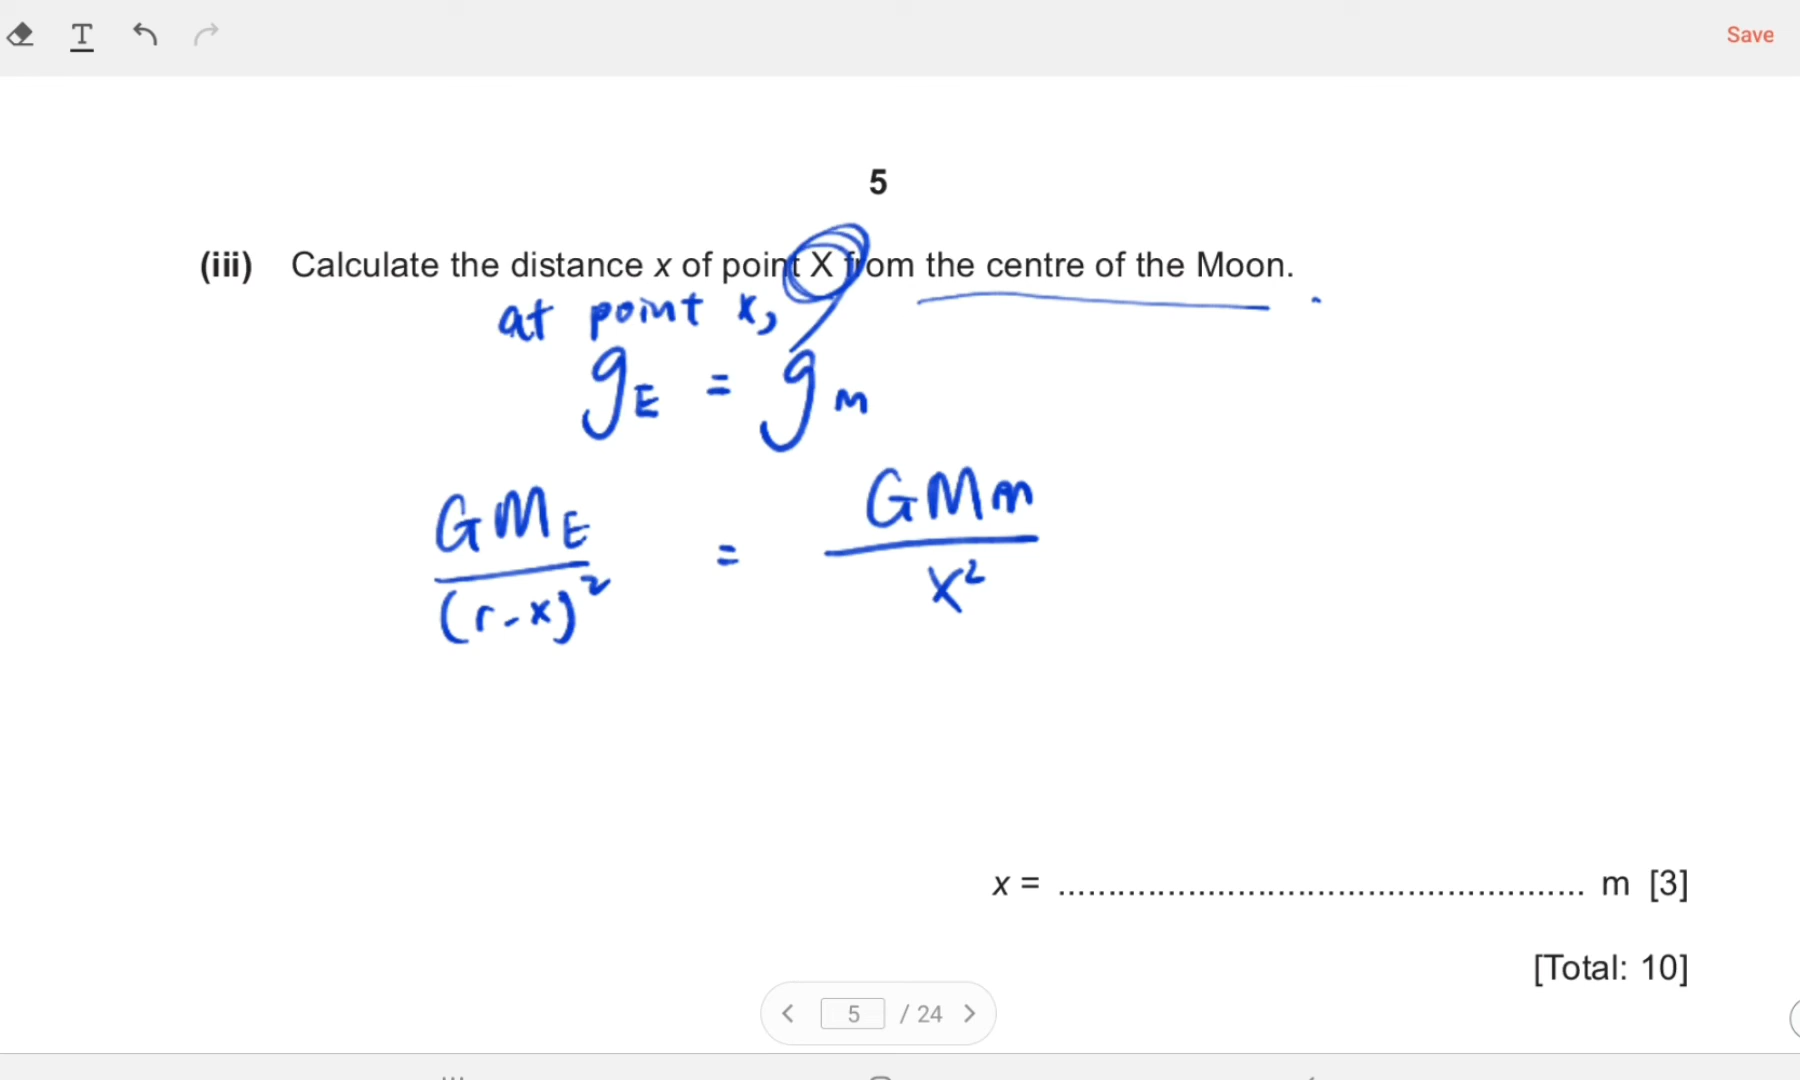 T
Save
5
(iii) Calculate the distance x of point X from the centre of the Moon.
at point x,
gE = gm
GME/(r-x)² = GMm/x²
x = ...................................................... m [3]
[Total: 10]
< 5 / 24 >